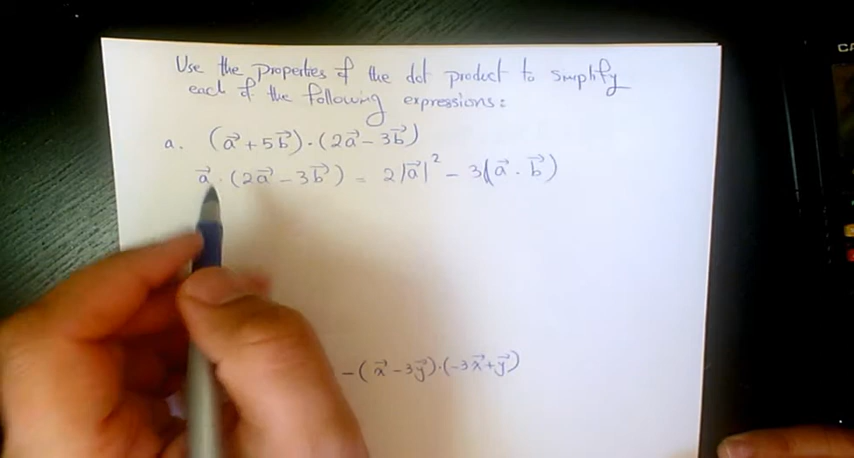 Use the properties of the dot product to simplify
each of the following expressions:
a. (a⃗ + 5b⃗) · (2a⃗ - 3b⃗)
a⃗ · (2a⃗ - 3b⃗) = 2|a⃗|² - 3(a⃗ · b⃗)
-(x⃗ - 3y⃗)·(-3x⃗ + y⃗)
CA